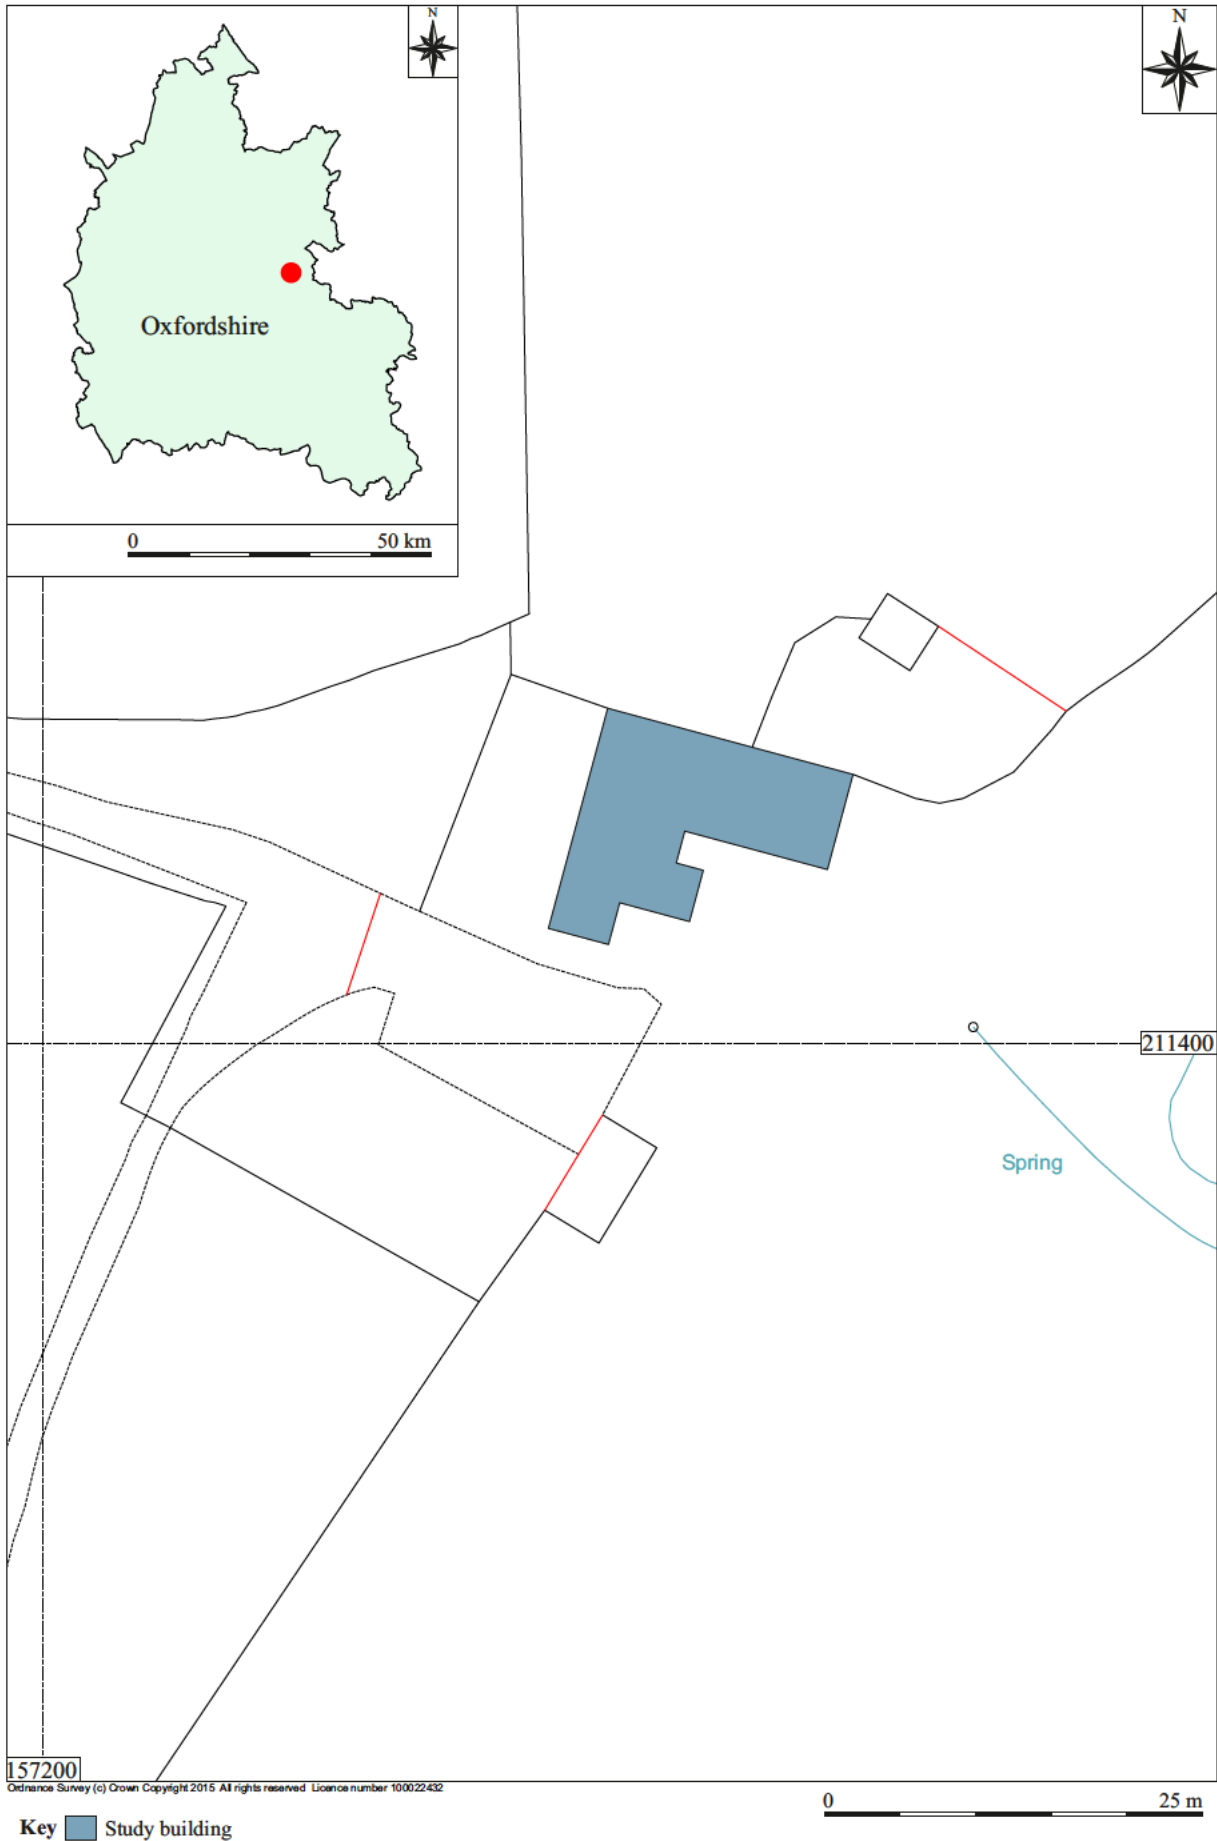 N
N
Oxfordshire
0 50 km
211400
Spring
157200
Ordnance Survey (c) Crown Copyright 2015 All rights reserved Licence number 100022432
0 25 m
Key Study building